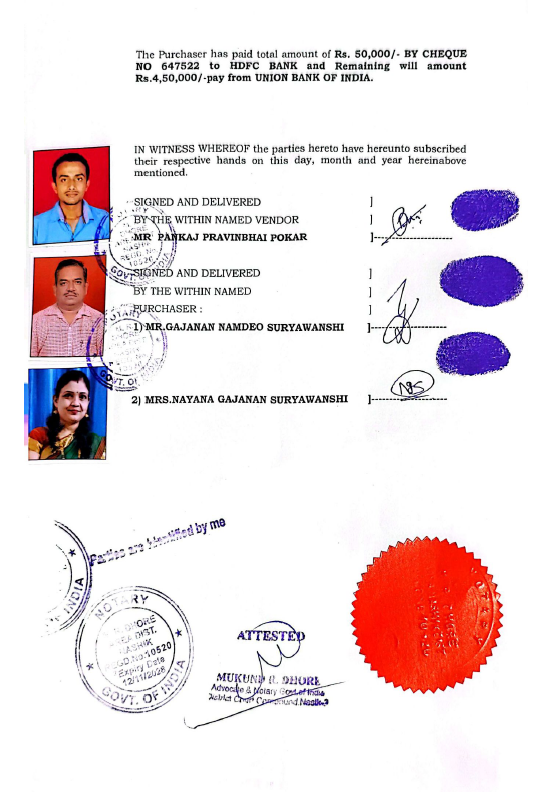 The Purchaser has paid total amount of Rs. 50,000/- BY CHEQUE
NO 647522 to HDFC BANK and Remaining will amount
Rs.4,50,000/-pay from UNION BANK OF INDIA.
IN WITNESS WHEREOF the parties hereto have hereunto subscribed
their respective hands on this day, month and year hereinabove
mentioned.
SIGNED AND DELIVERED ]
BY THE WITHIN NAMED VENDOR ]
MR PANKAJ PRAVINBHAI POKAR ]
SIGNED AND DELIVERED ]
BY THE WITHIN NAMED ]
PURCHASER : ]
1) MR.GAJANAN NAMDEO SURYAWANSHI ]
2) MRS.NAYANA GAJANAN SURYAWANSHI ]
Parties are identified by me
NOTARY
DHORE
DIST.
NASHIK
REGD.No.10520
Expiry Date
12/11/2028
GOVT. OF INDIA
ATTESTED
MUKUND R. DHORE
Advocate & Notary Govt.of India
District Court Compound,Nasik-2
NOTARY